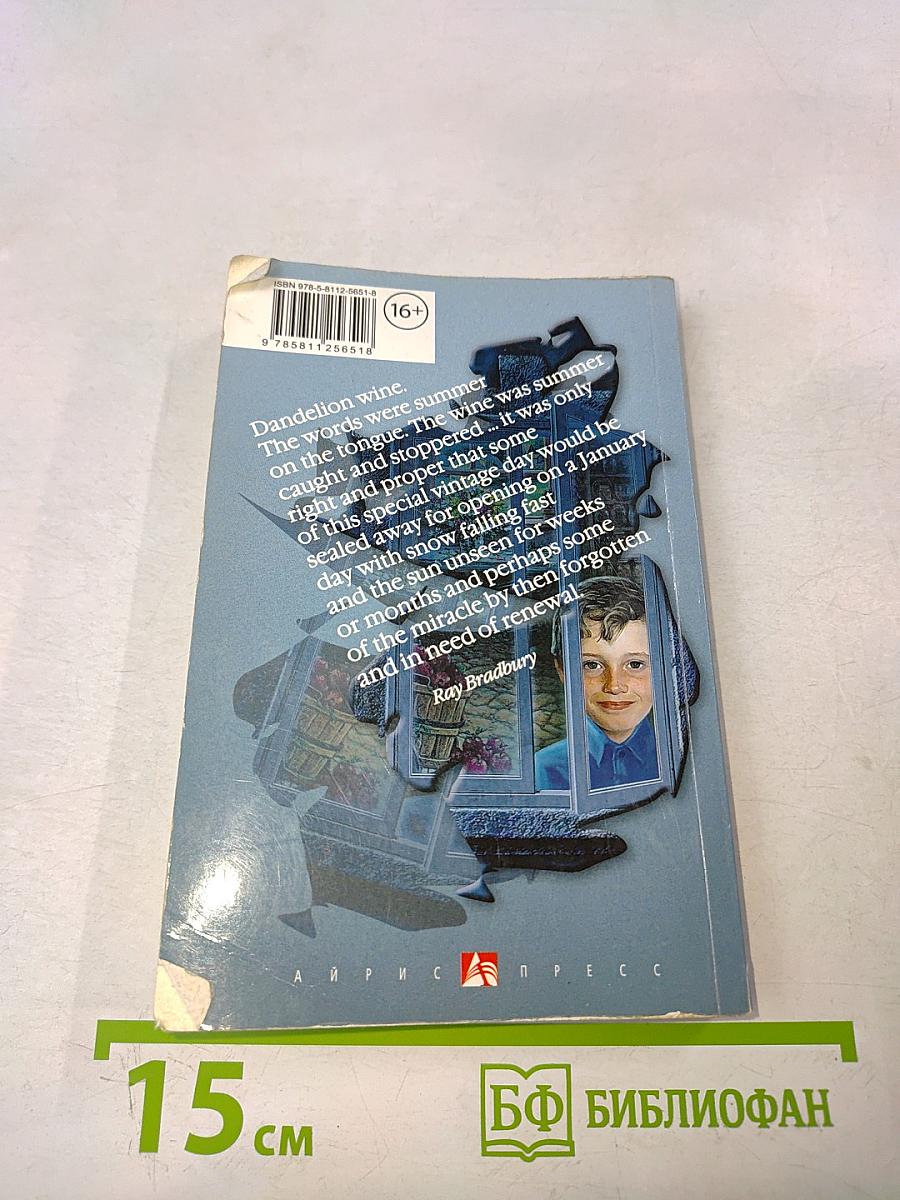 ISBN 978-5-8112-5651-8
16+
9 785811 256518
Dandelion wine.
The words were summer
on the tongue. The wine was summer
caught and stoppered ... it was only
right and proper that some
of this special vintage day would be
sealed away for opening on a January
day with snow falling fast
and the sun unseen for weeks
or months and perhaps some
of the miracle by then forgotten
and in need of renewal
Ray Bradbury
АЙРИС ПРЕСС
15 см
БФ БИБЛИОФАН